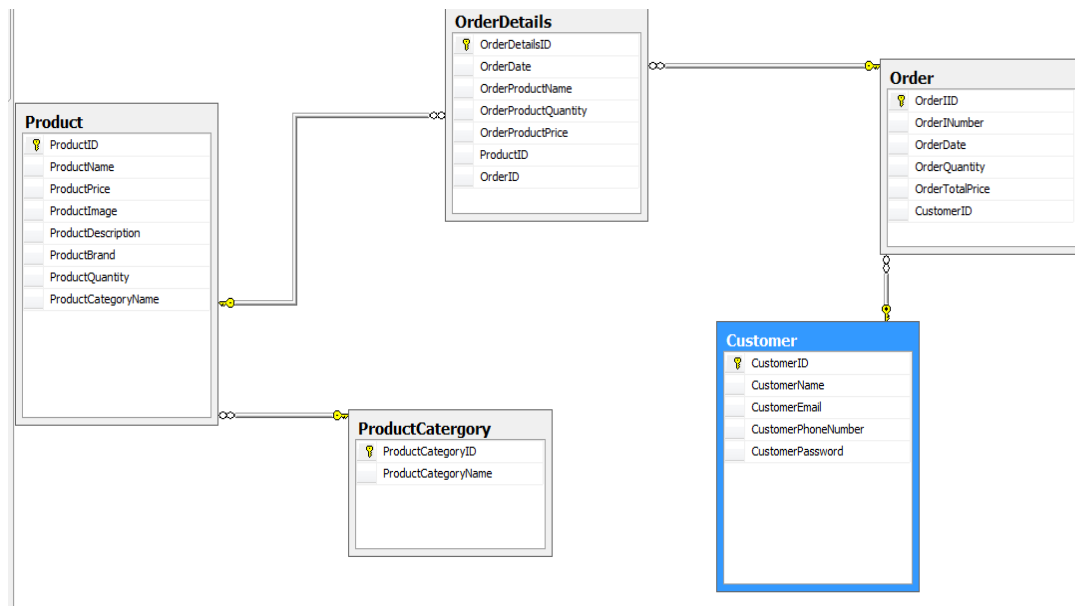 OrderDetails
OrderDetailsID
OrderDate
OrderProductName
OrderProductQuantity
OrderProductPrice
ProductID
OrderID
Order
OrderIID
OrderINumber
OrderDate
OrderQuantity
OrderTotalPrice
CustomerID
Product
ProductID
ProductName
ProductPrice
ProductImage
ProductDescription
ProductBrand
ProductQuantity
ProductCategoryName
Customer
CustomerID
CustomerName
CustomerEmail
CustomerPhoneNumber
CustomerPassword
ProductCatergory
ProductCategoryID
ProductCategoryName